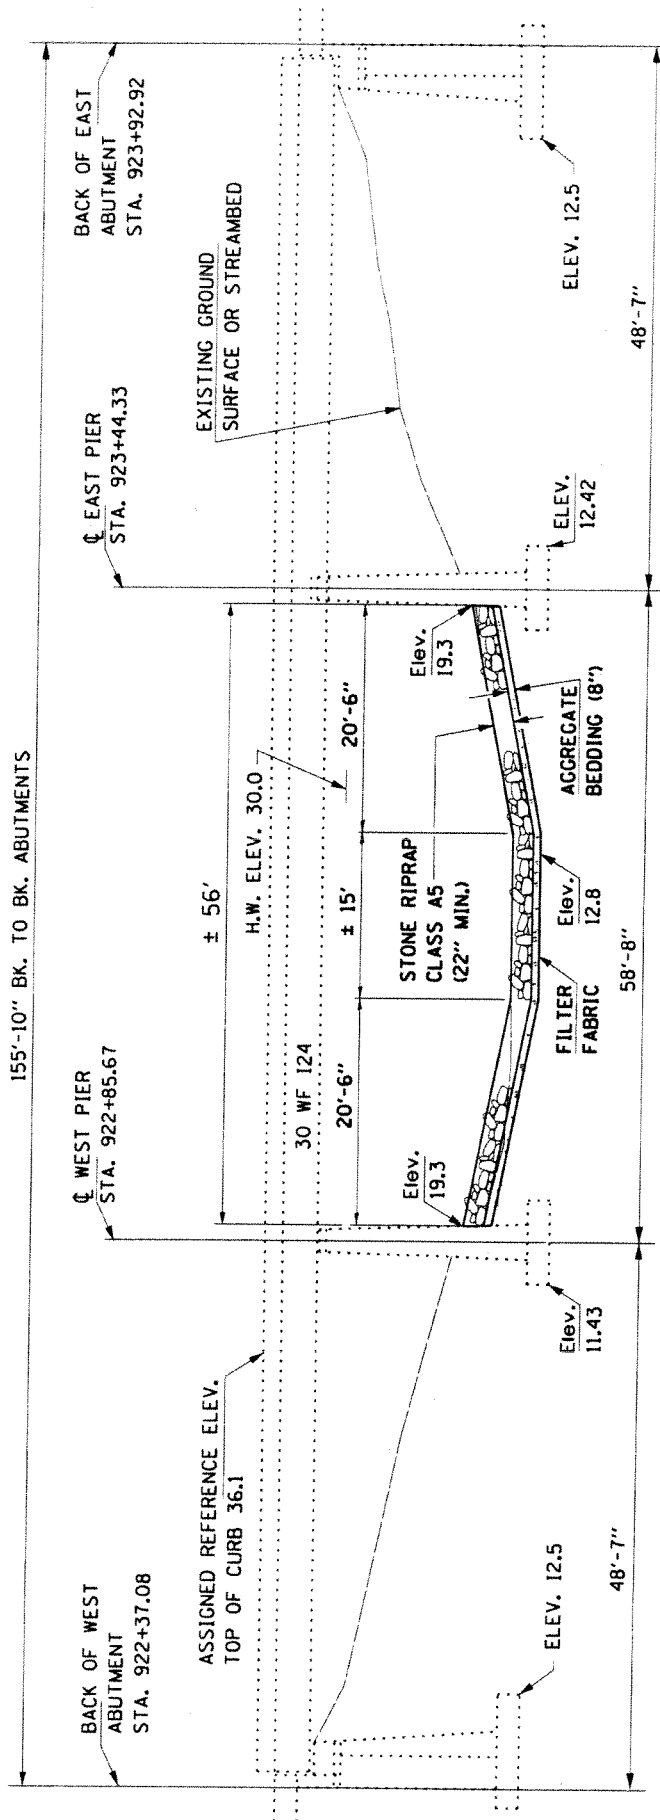 155'-10" BK. TO BK. ABUTMENTS
BACK OF WEST
ABUTMENT
STA. 922+37.08
℄ WEST PIER
STA. 922+85.67
℄ EAST PIER
STA. 923+44.33
BACK OF EAST
ABUTMENT
STA. 923+92.92
ASSIGNED REFERENCE ELEV.
TOP OF CURB 36.1
± 56'
H.W. ELEV. 30.0
30 WF 124
EXISTING GROUND
SURFACE OR STREAMBED
20'-6"
± 15'
20'-6"
Elev.
19.3
STONE RIPRAP
CLASS A5
(22" MIN.)
Elev.
19.3
ELEV. 12.5
Elev.
11.43
FILTER
FABRIC
Elev.
12.8
AGGREGATE
BEDDING (8")
ELEV.
12.42
ELEV. 12.5
48'-7"
58'-8"
48'-7"